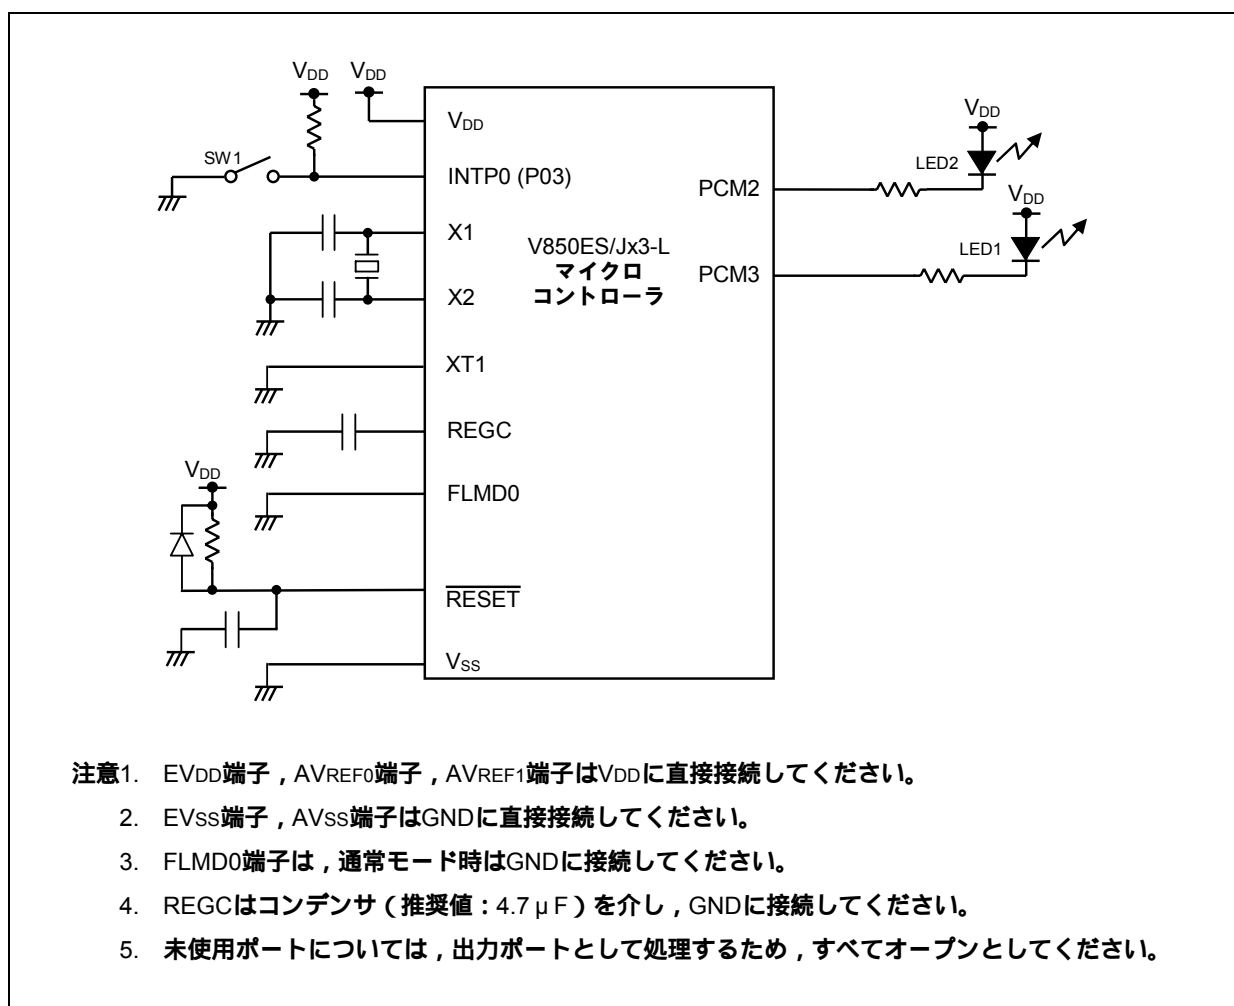 VDD
VDD
VDD
SW1
INTP0 (P03)
X1
X2
XT1
REGC
FLMD0
VDD
RESET
VSS
V850ES/Jx3-L
マイクロ
コントローラ
PCM2
PCM3
VDD
LED2
VDD
LED1
注意1. EVDD端子，AVREF0端子，AVREF1端子はVDDに直接接続してください。
2. EVSS端子，AVSS端子はGNDに直接接続してください。
3. FLMD0端子は，通常モード時はGNDに接続してください。
4. REGCはコンデンサ（推奨値：4.7 μ F）を介し，GNDに接続してください。
5. 未使用ポートについては，出力ポートとして処理するため，すべてオープンとしてください。